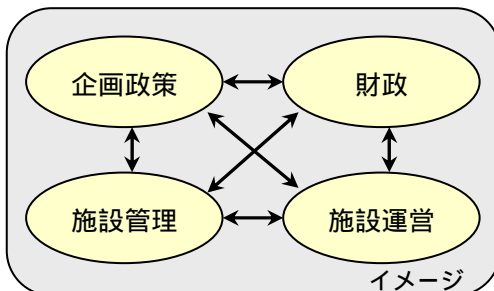 企画政策
財政
施設管理
施設運営
イメージ